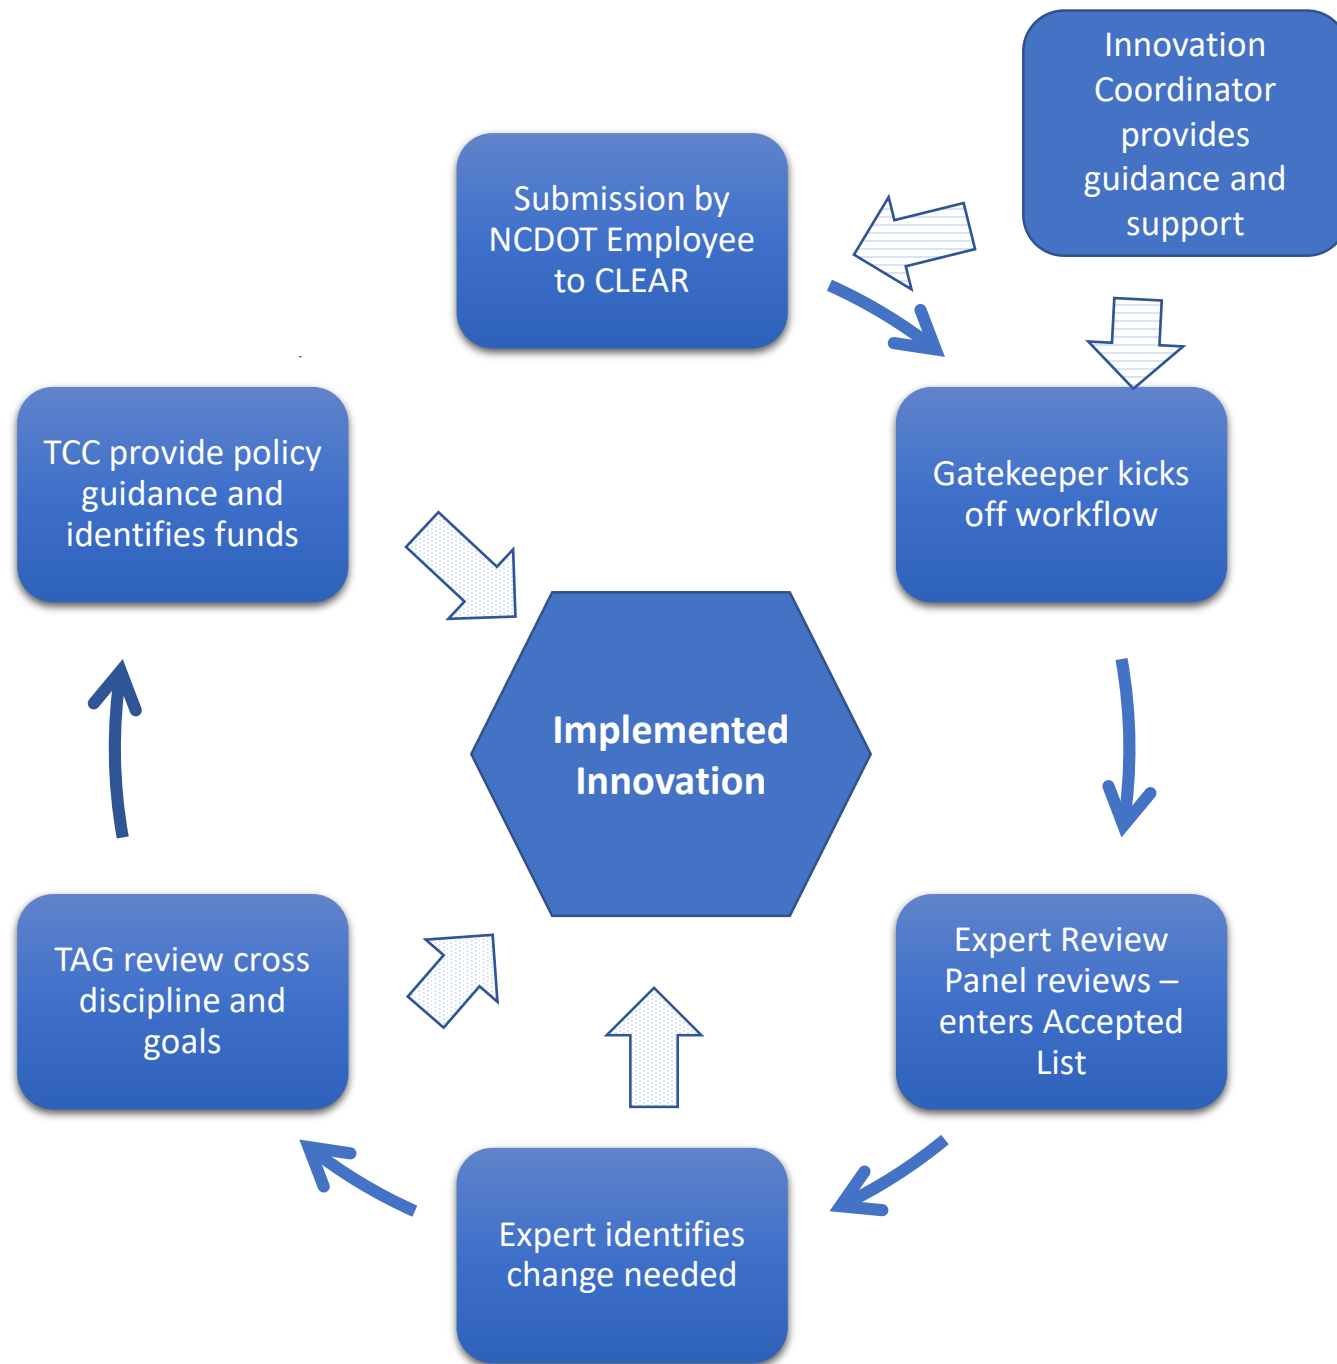 Innovation
Coordinator
provides
guidance and
support
Submission by
NCDOT Employee
to CLEAR
Gatekeeper kicks
off workflow
Expert Review
Panel reviews –
enters Accepted
List
Expert identifies
change needed
TAG review cross
discipline and
goals
TCC provide policy
guidance and
identifies funds
Implemented
Innovation